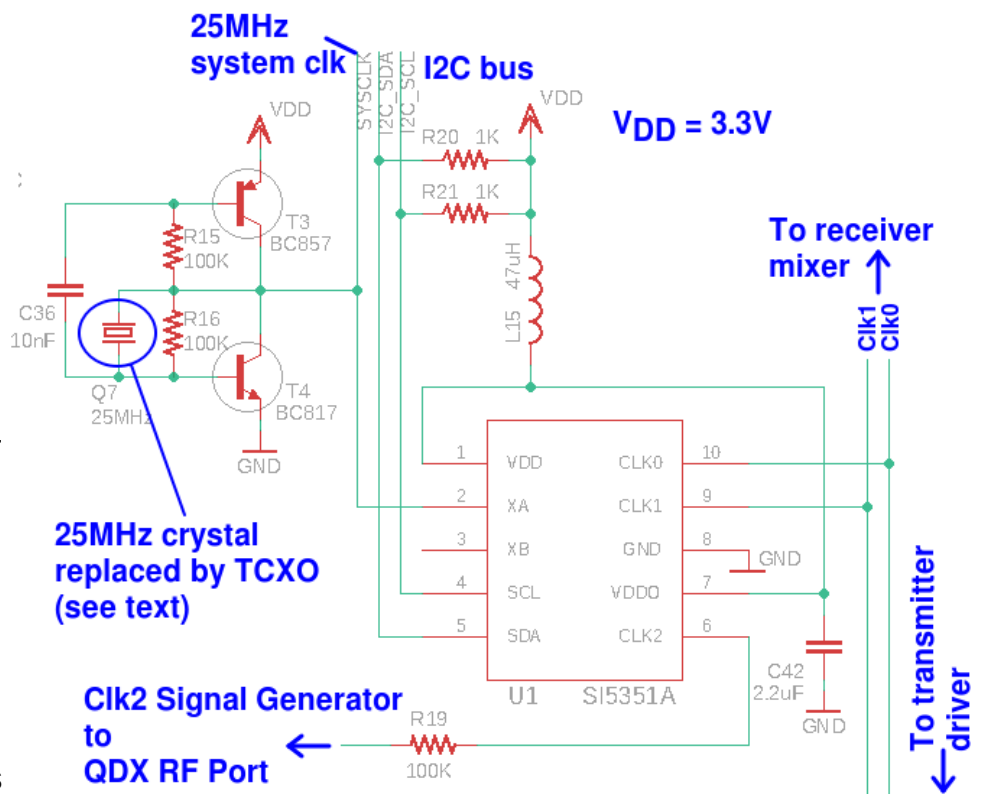 25MHz
system clk
SYSCLK
I2C_SDA
I2C_SCL
I2C bus
VDD
VDD
VDD = 3.3V
R20 1K
R21 1K
T3
BC857
R15
100K
47uH
L15
To receiver
mixer
Clk1
Clk0
C36
10nF
R16
100K
Q7
25MHz
T4
BC817
GND
1 VDD CLK0 10
2 XA CLK1 9
3 XB GND 8
GND
4 SCL VDDO 7
5 SDA CLK2 6
U1 SI5351A
25MHz crystal
replaced by TCXO
(see text)
C42
2.2uF
GND
To transmitter
driver
Clk2 Signal Generator
to
QDX RF Port
R19
100K